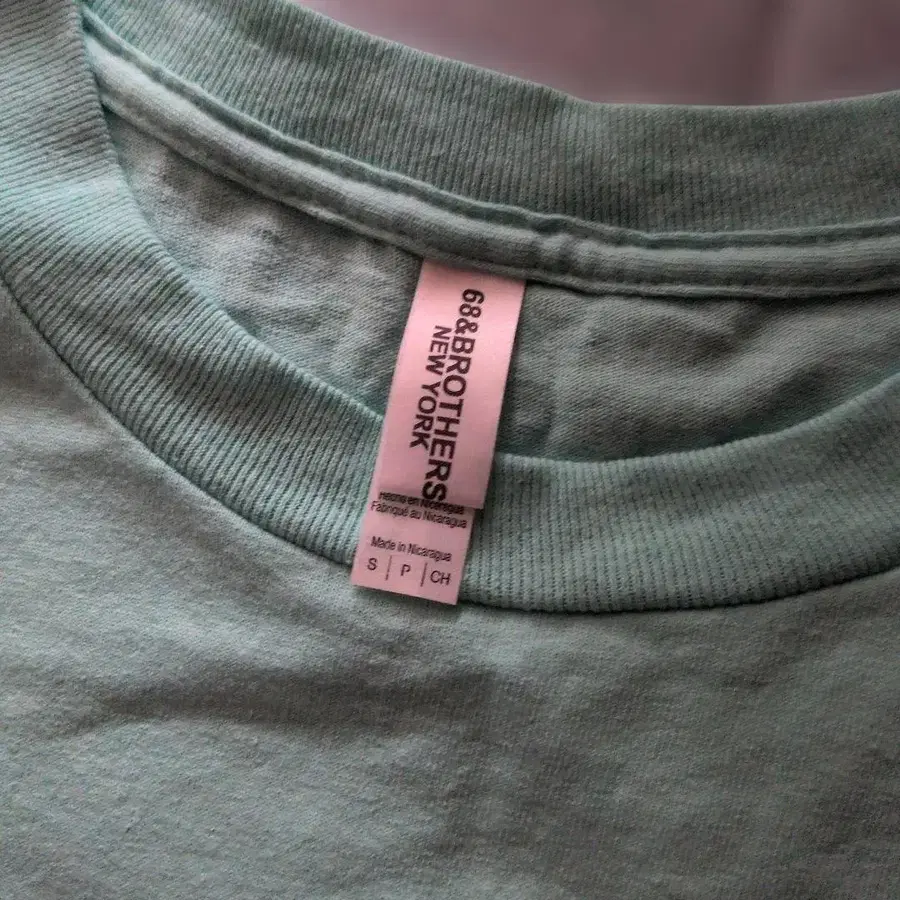 68&BROTHERS
NEW YORK
Hecho en Nicaragua
Fabriqué au Nicaragua
Made in Nicaragua
S | P | CH